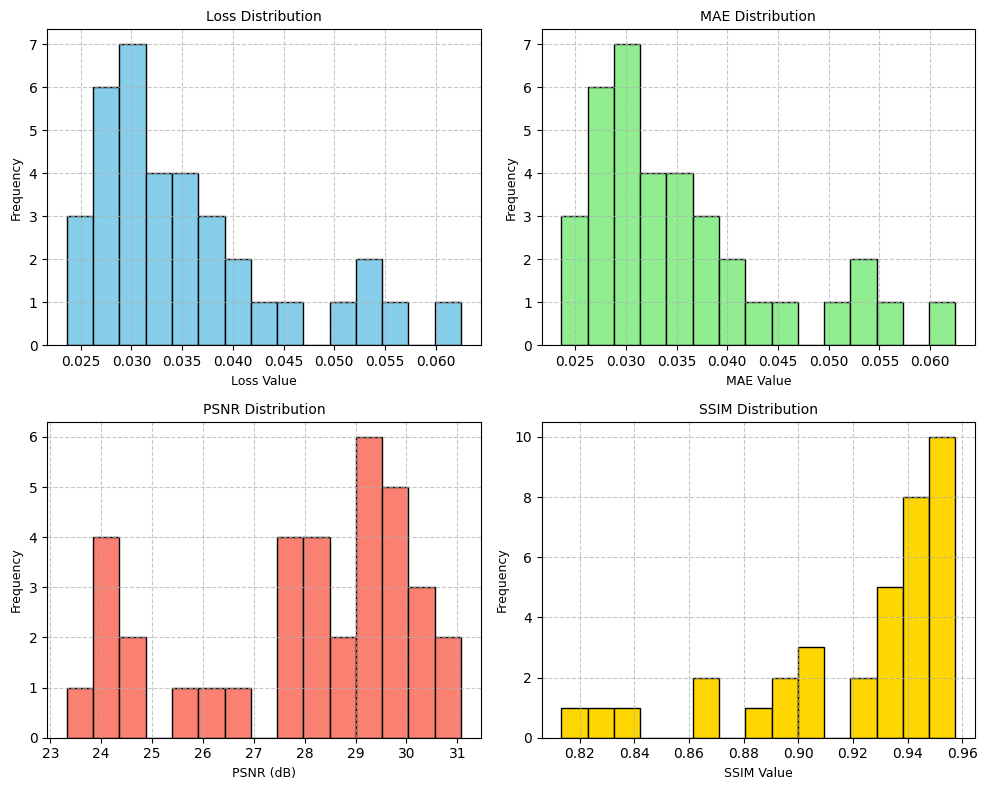 Loss Distribution
Frequency
7
6
5
4
3
2
1
0
0.025 0.030 0.035 0.040 0.045 0.050 0.055 0.060
Loss Value
MAE Distribution
Frequency
7
6
5
4
3
2
1
0
0.025 0.030 0.035 0.040 0.045 0.050 0.055 0.060
MAE Value
PSNR Distribution
Frequency
6
5
4
3
2
1
0
23 24 25 26 27 28 29 30 31
PSNR (dB)
SSIM Distribution
Frequency
10
8
6
4
2
0
0.82 0.84 0.86 0.88 0.90 0.92 0.94 0.96
SSIM Value